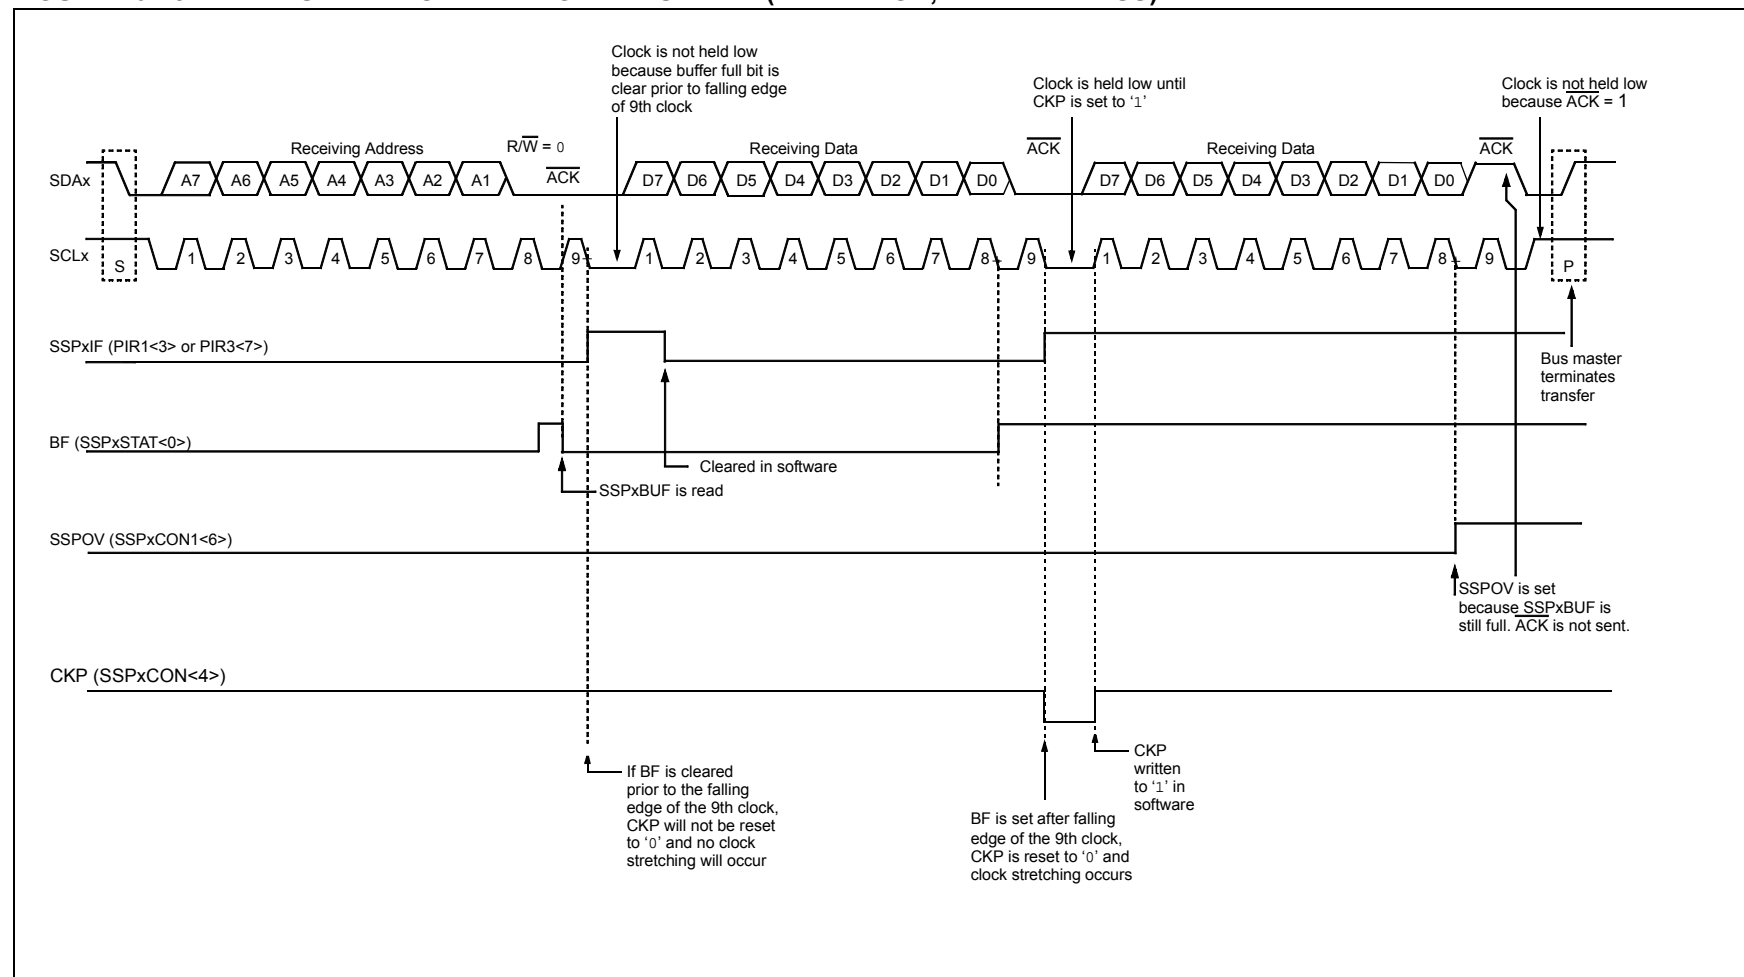 Clock is not held low
because buffer full bit is
clear prior to falling edge
of 9th clock
Clock is held low until
CKP is set to ‘1’
Clock is not held low
because ACK = 1
Receiving Address
R/W = 0
ACK
Receiving Data
ACK
Receiving Data
ACK
SDAx
A7 A6 A5 A4 A3 A2 A1
D7 D6 D5 D4 D3 D2 D1 D0
D7 D6 D5 D4 D3 D2 D1 D0
SCLx
S
1 2 3 4 5 6 7 8 9
1 2 3 4 5 6 7 8 9
1 2 3 4 5 6 7 8 9
P
SSPxIF (PIR1<3> or PIR3<7>)
Bus master
terminates
transfer
BF (SSPxSTAT<0>)
Cleared in software
SSPxBUF is read
SSPOV (SSPxCON1<6>)
SSPOV is set
because SSPxBUF is
still full. ACK is not sent.
CKP (SSPxCON<4>)
If BF is cleared
prior to the falling
edge of the 9th clock,
CKP will not be reset
to ‘0’ and no clock
stretching will occur
BF is set after falling
edge of the 9th clock,
CKP is reset to ‘0’ and
clock stretching occurs
CKP
written
to ‘1’ in
software